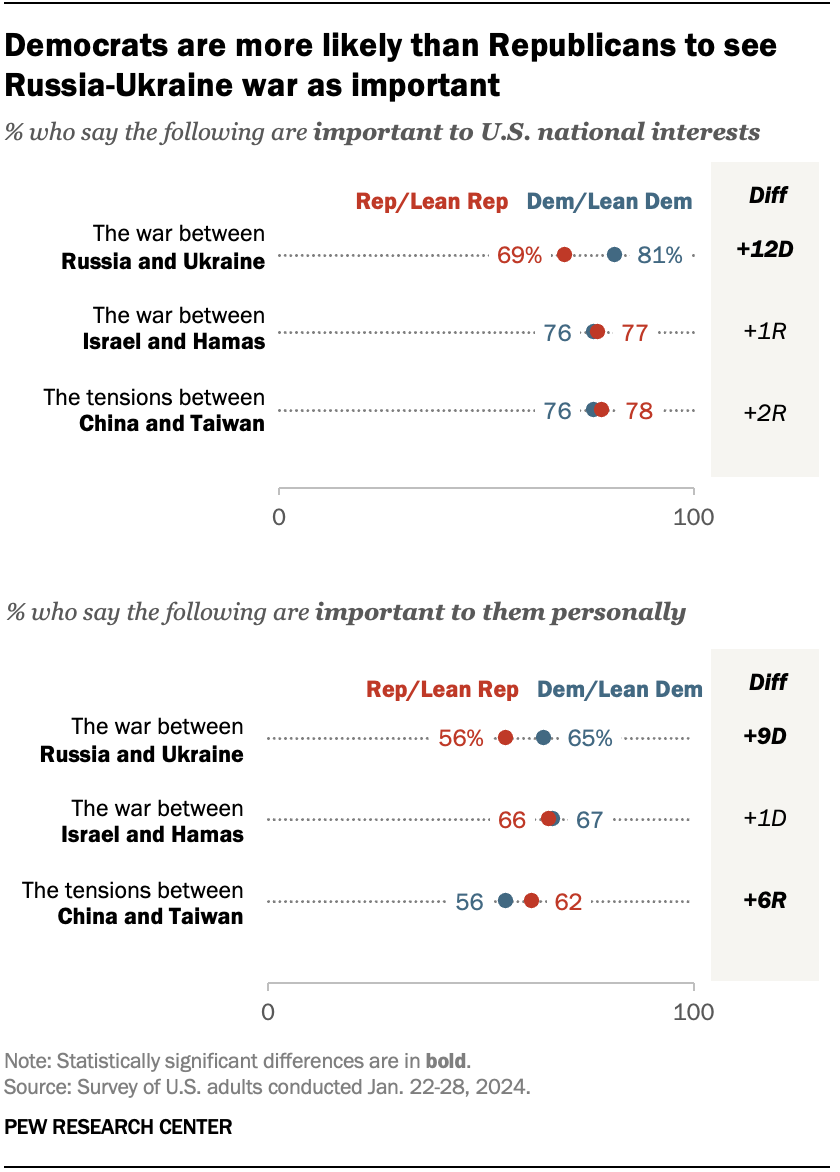 Democrats are more likely than Republicans to see
Russia-Ukraine war as important
% who say the following are important to U.S. national interests
Rep/Lean Rep Dem/Lean Dem Diff
The war between
Russia and Ukraine 69% 81% +12D
The war between
Israel and Hamas 76 77 +1R
The tensions between
China and Taiwan 76 78 +2R
0 100
% who say the following are important to them personally
Rep/Lean Rep Dem/Lean Dem Diff
The war between
Russia and Ukraine 56% 65% +9D
The war between
Israel and Hamas 66 67 +1D
The tensions between
China and Taiwan 56 62 +6R
0 100
Note: Statistically significant differences are in bold.
Source: Survey of U.S. adults conducted Jan. 22-28, 2024.
PEW RESEARCH CENTER